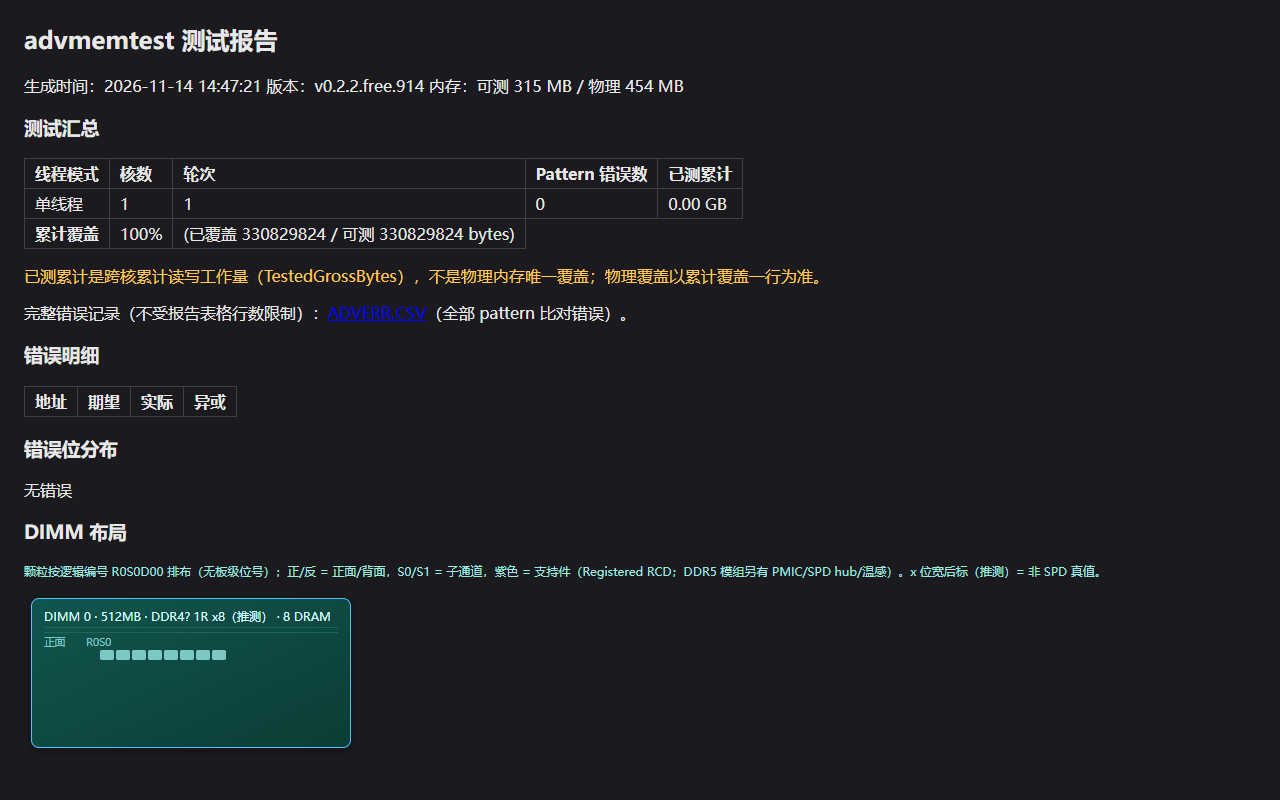 advmemtest 测试报告
生成时间：2026-11-14 14:47:21 版本：v0.2.2.free.914 内存：可测 315 MB / 物理 454 MB
测试汇总
线程模式 核数 轮次 Pattern 错误数 已测累计
单线程 1 1 0 0.00 GB
累计覆盖 100% (已覆盖 330829824 / 可测 330829824 bytes)
已测累计是跨核累计读写工作量（TestedGrossBytes），不是物理内存唯一覆盖；物理覆盖以累计覆盖一行为准。
完整错误记录（不受报告表格行数限制）：ADVERR.CSV（全部 pattern 比对错误）。
错误明细
地址 期望 实际 异或
错误位分布
无错误
DIMM 布局
颗粒按逻辑编号 R0S0D00 排布（无板级位号）；正/反 = 正面/背面，S0/S1 = 子通道，紫色 = 支持件（Registered RCD；DDR5 模组另有 PMIC/SPD hub/温感）。x 位宽后标（推测）= 非 SPD 真值。
DIMM 0 · 512MB · DDR4? 1R x8（推测） · 8 DRAM
正面 R0S0